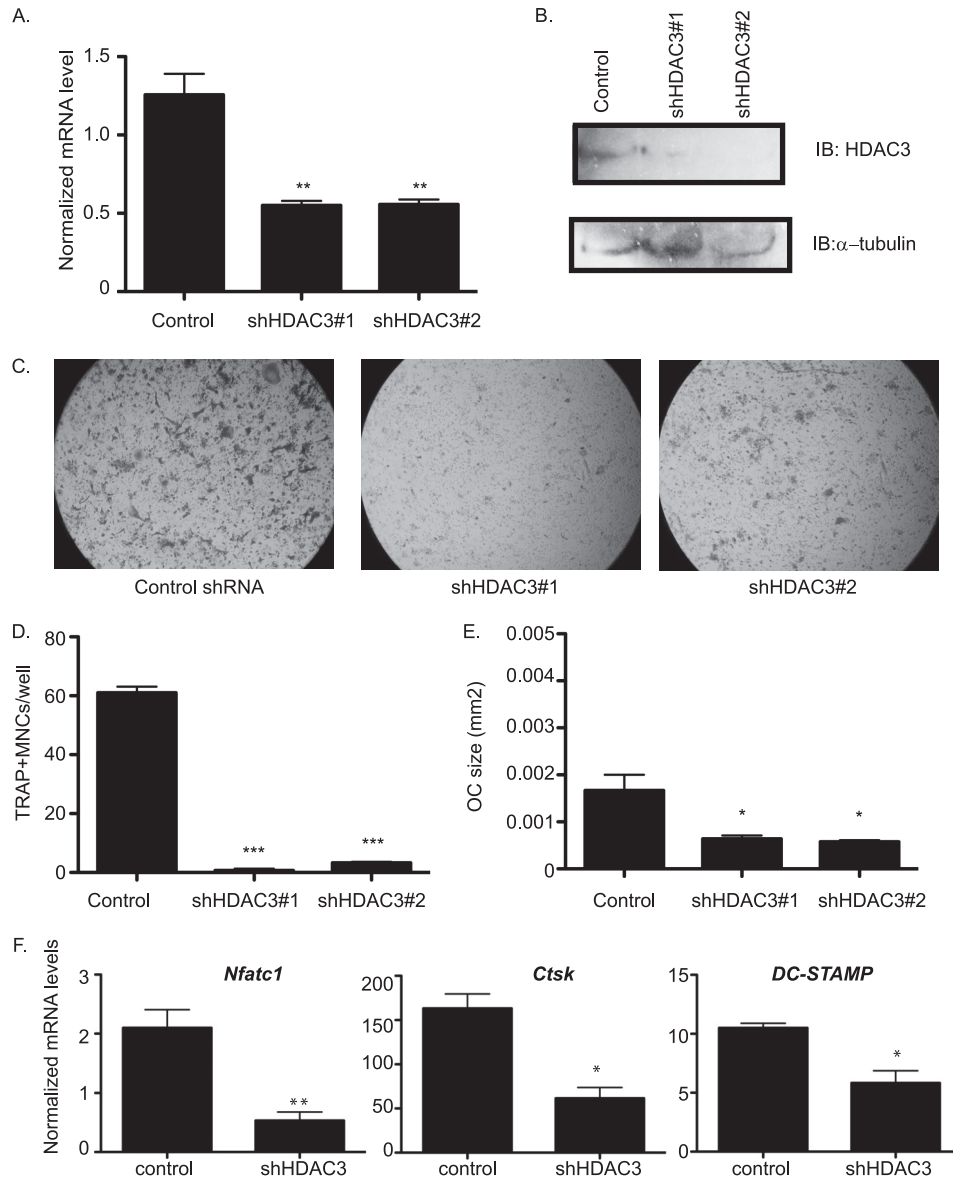 A.
Normalized mRNA level
1.5
1.0
0.5
0
**
**
Control
shHDAC3#1
shHDAC3#2
B.
Control
shHDAC3#1
shHDAC3#2
IB: HDAC3
IB:α–tubulin
C.
Control shRNA
shHDAC3#1
shHDAC3#2
D.
TRAP+MNCs/well
80
60
40
20
0
***
***
Control
shHDAC3#1
shHDAC3#2
E.
OC size (mm2)
0.005
0.004
0.003
0.002
0.001
0
*
*
Control
shHDAC3#1
shHDAC3#2
F.
Normalized mRNA levels
Nfatc1
3
2
1
0
**
control
shHDAC3
Ctsk
200
150
100
50
0
*
control
shHDAC3
DC-STAMP
15
10
5
0
*
control
shHDAC3